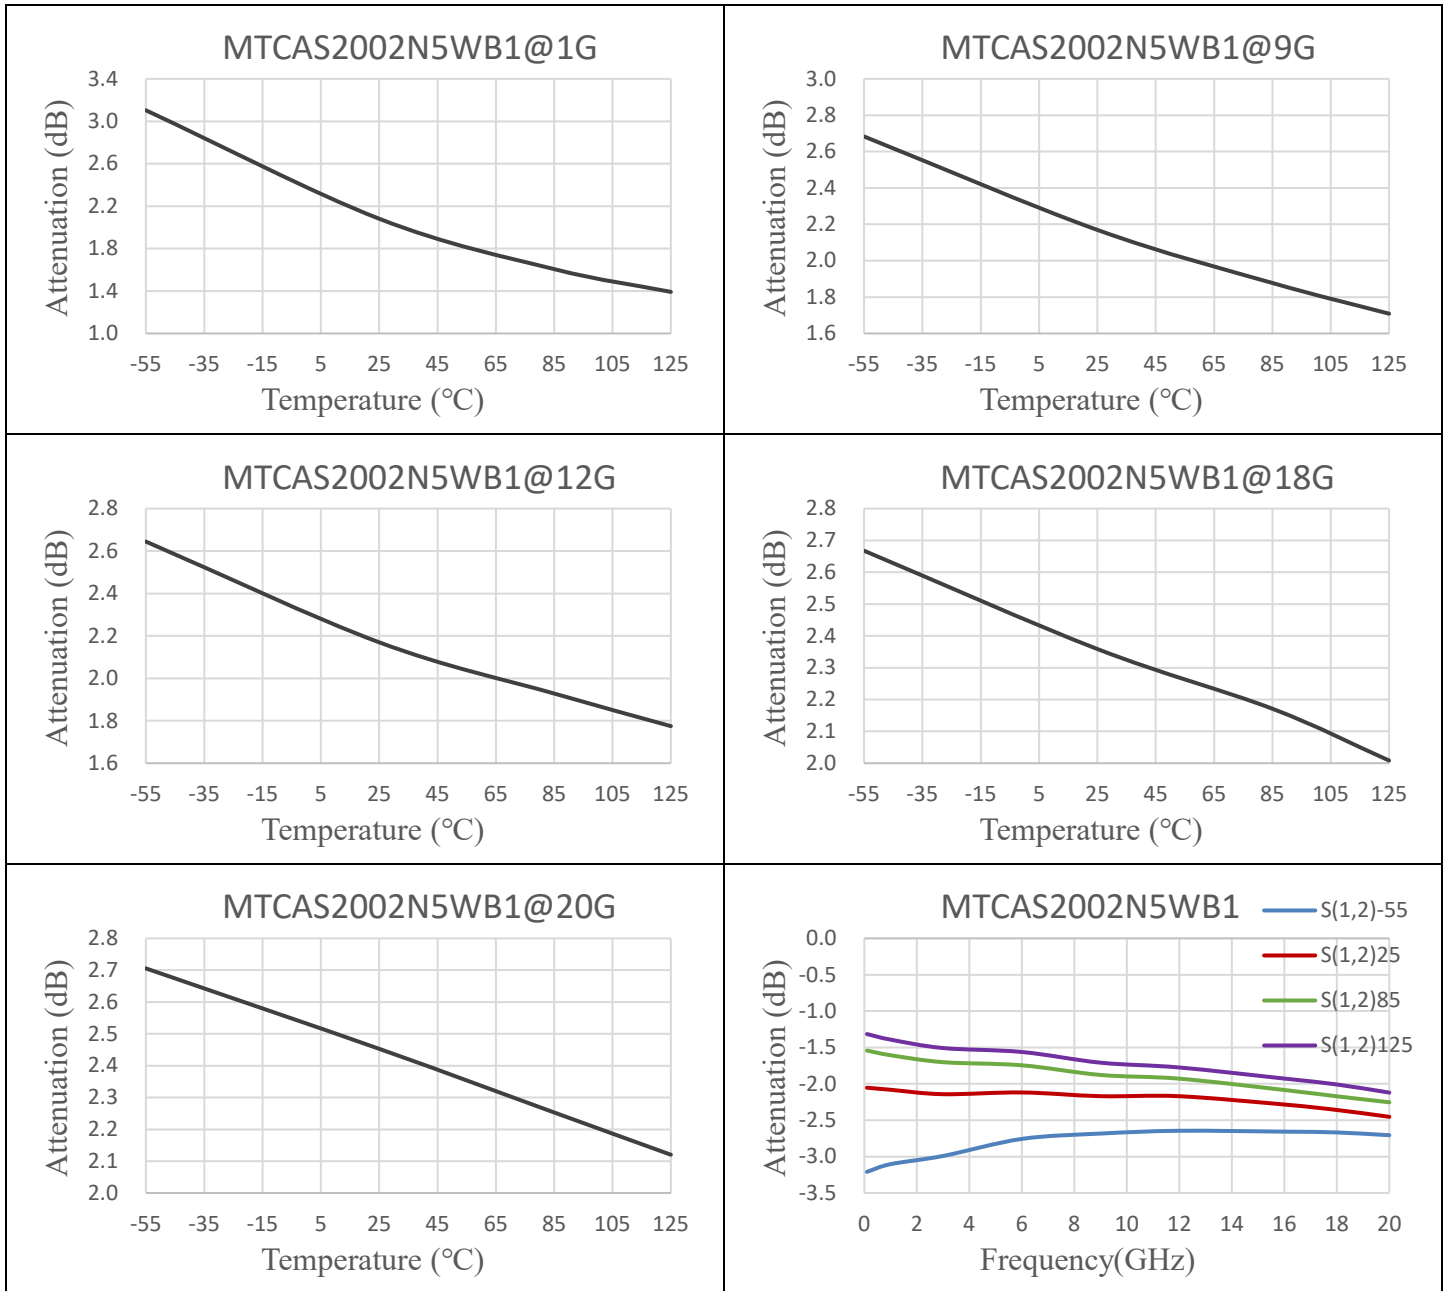 MTCAS2002N5WB1@1G
Attenuation (dB)
3.4
3.0
2.6
2.2
1.8
1.4
1.0
-55 -35 -15 5 25 45 65 85 105 125
Temperature (℃)
MTCAS2002N5WB1@9G
Attenuation (dB)
3.0
2.8
2.6
2.4
2.2
2.0
1.8
1.6
-55 -35 -15 5 25 45 65 85 105 125
Temperature (℃)
MTCAS2002N5WB1@12G
Attenuation (dB)
2.8
2.6
2.4
2.2
2.0
1.8
1.6
-55 -35 -15 5 25 45 65 85 105 125
Temperature (℃)
MTCAS2002N5WB1@18G
Attenuation (dB)
2.8
2.7
2.6
2.5
2.4
2.3
2.2
2.1
2.0
-55 -35 -15 5 25 45 65 85 105 125
Temperature (℃)
MTCAS2002N5WB1@20G
Attenuation (dB)
2.8
2.7
2.6
2.5
2.4
2.3
2.2
2.1
2.0
-55 -35 -15 5 25 45 65 85 105 125
Temperature (℃)
MTCAS2002N5WB1
S(1,2)-55
S(1,2)25
S(1,2)85
S(1,2)125
Attenuation (dB)
0.0
-0.5
-1.0
-1.5
-2.0
-2.5
-3.0
-3.5
0 2 4 6 8 10 12 14 16 18 20
Frequency(GHz)